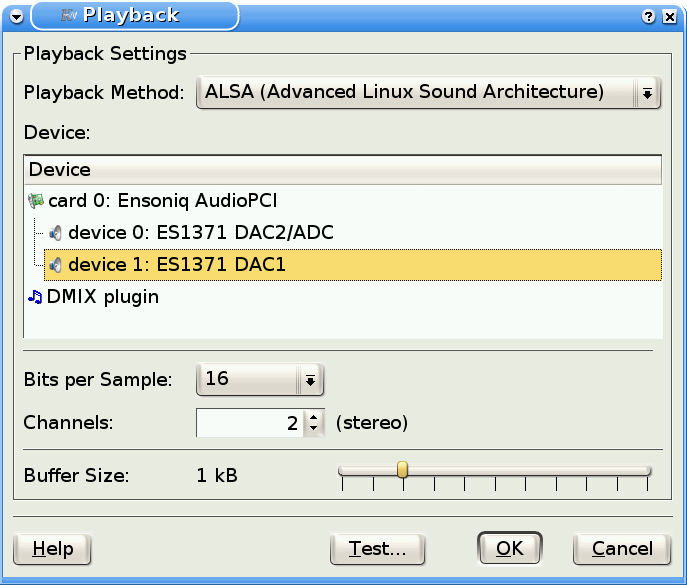 Playback
Playback Settings
Playback Method: ALSA (Advanced Linux Sound Architecture)
Device:
Device
card 0: Ensoniq AudioPCI
device 0: ES1371 DAC2/ADC
device 1: ES1371 DAC1
DMIX plugin
Bits per Sample: 16
Channels: 2 (stereo)
Buffer Size: 1 kB
Help Test... OK Cancel